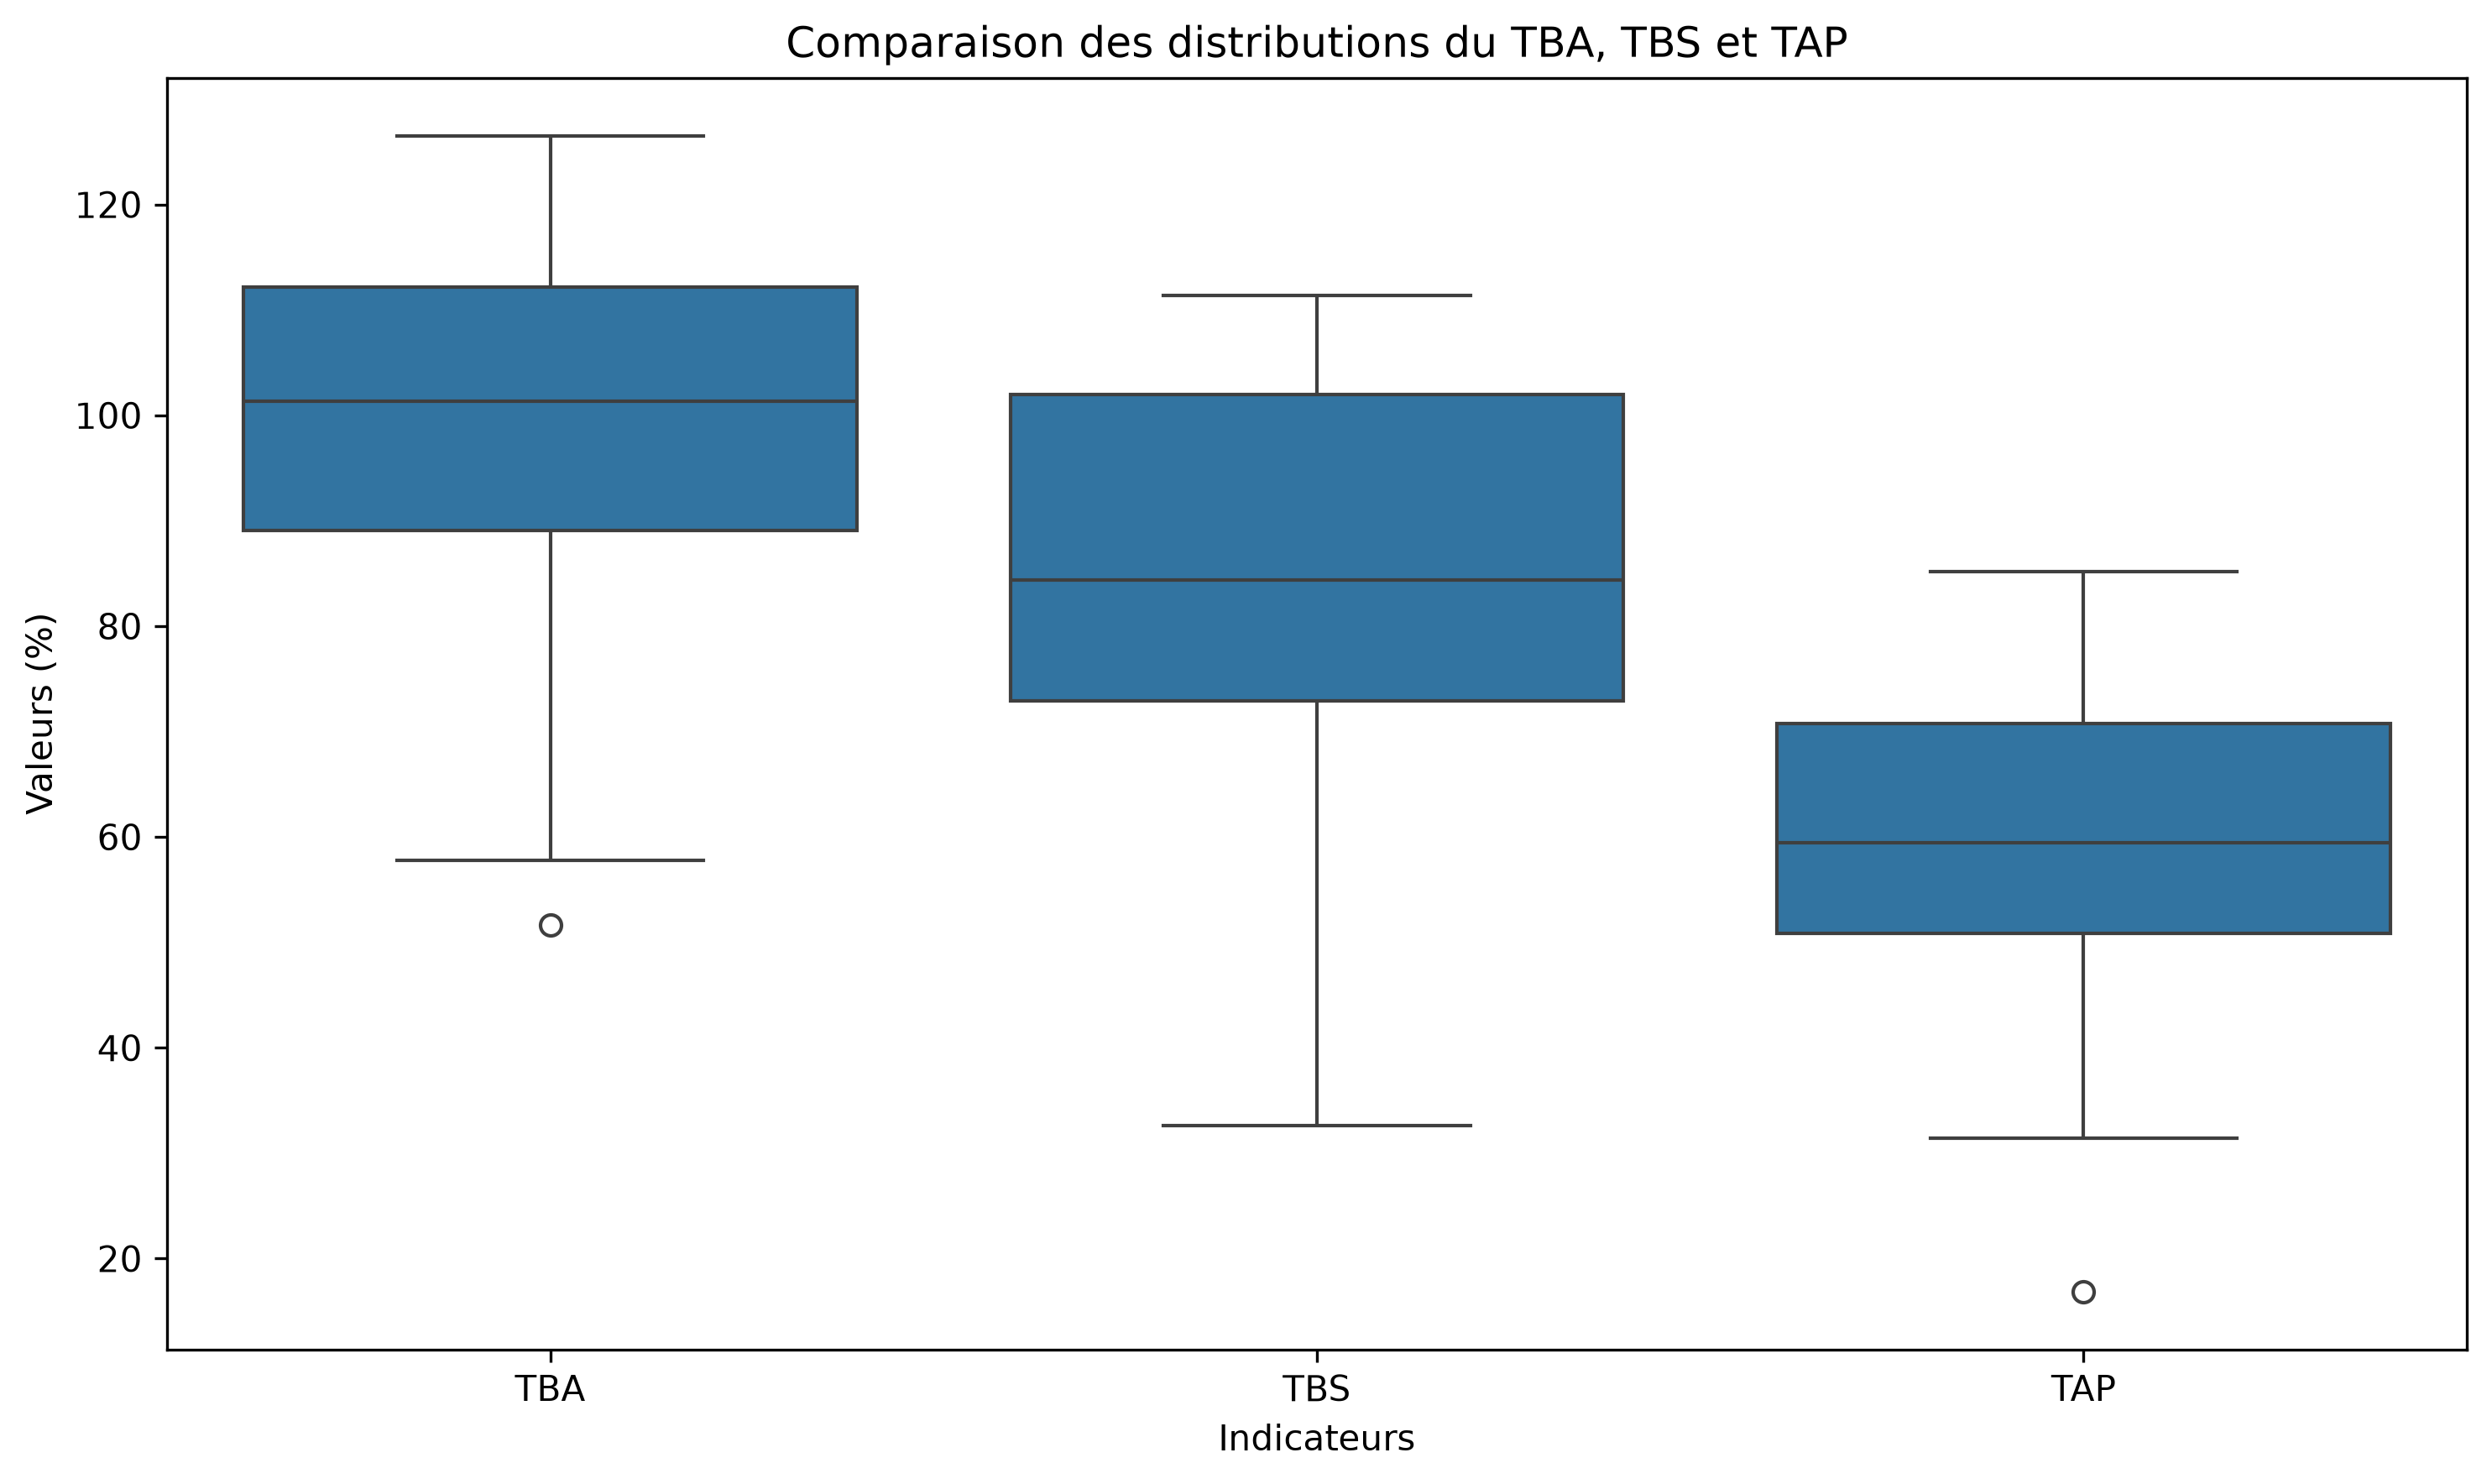 Comparaison des distributions du TBA, TBS et TAP
Valeurs (%)
120
100
80
60
40
20
TBA TBS TAP
Indicateurs